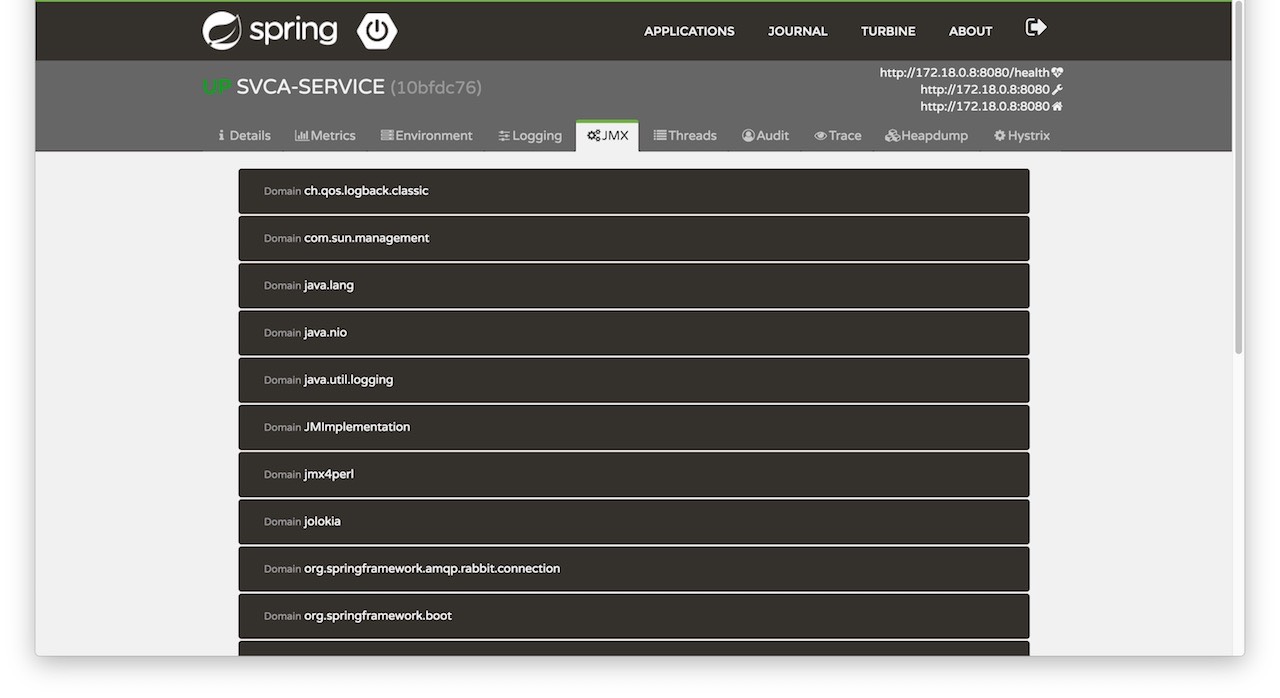 spring
APPLICATIONS JOURNAL TURBINE ABOUT
UP SVCA-SERVICE (10bfdc76)
http://172.18.0.8:8080/health
http://172.18.0.8:8080
http://172.18.0.8:8080
Details Metrics Environment Logging JMX Threads Audit Trace Heapdump Hystrix
Domain ch.qos.logback.classic
Domain com.sun.management
Domain java.lang
Domain java.nio
Domain java.util.logging
Domain JMImplementation
Domain jmx4perl
Domain jolokia
Domain org.springframework.amqp.rabbit.connection
Domain org.springframework.boot